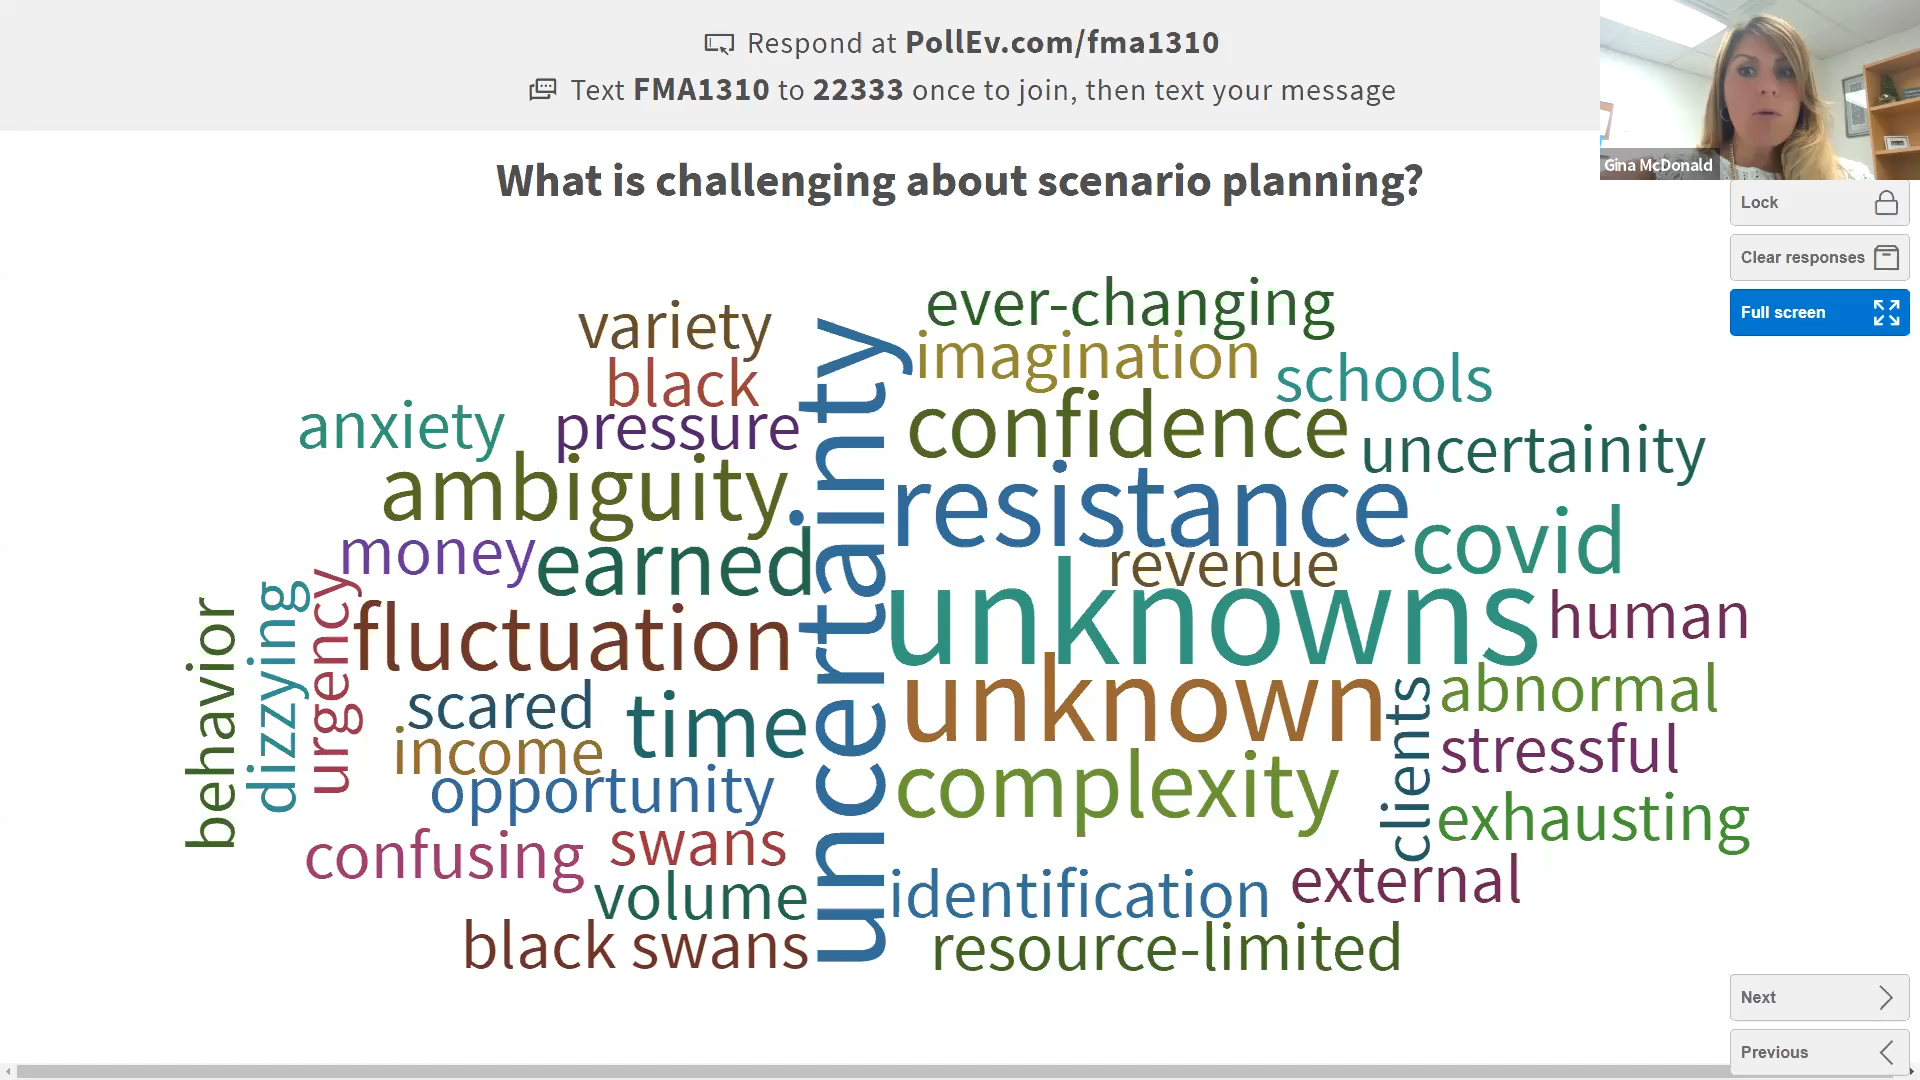 Respond at PollEv.com/fma1310
Text FMA1310 to 22333 once to join, then text your message
Gina McDonald
What is challenging about scenario planning?
Lock
Clear responses
Full screen
ever-changing
variety
imagination
black
schools
anxiety
pressure
confidence
uncertainity
ambiguity
resistance
uncertainty
money
earned
revenue
covid
unknowns
human
behavior
dizzying
urgency
fluctuation
scared
time
unknown
abnormal
income
clients
stressful
opportunity
complexity
exhausting
confusing
swans
volume
identification
external
black swans
resource-limited
Next
Previous